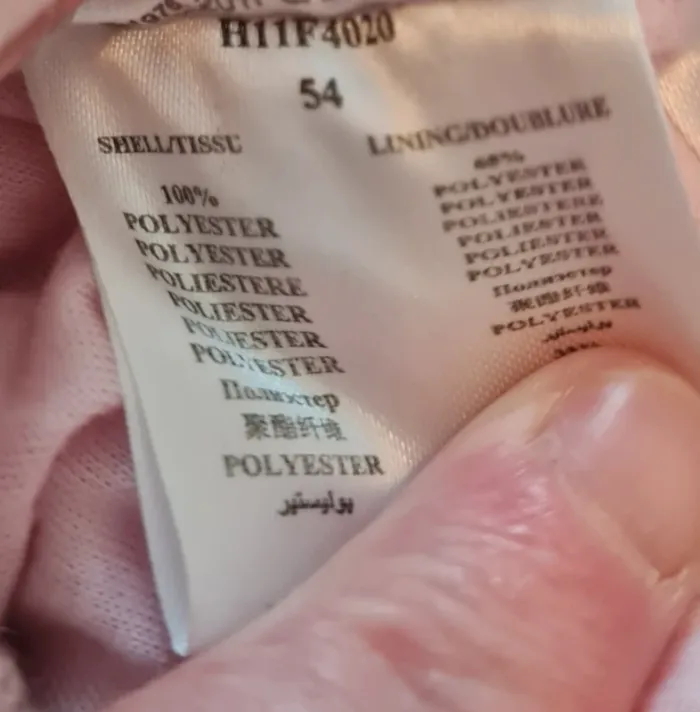 H11F4020
54
SHELL/TISSU
100%
POLYESTER
POLYESTER
POLIESTERE
POLIESTER
POLIESTER
POLYESTER
Полиэстер
聚酯纤维
POLYESTER
بوليستير
LINING/DOUBLURE
POLYESTER
POLYESTER
POLIESTERE
POLIESTER
POLIESTER
POLYESTER
Полиэстер
聚酯纤维
POLYESTER
بوليستير